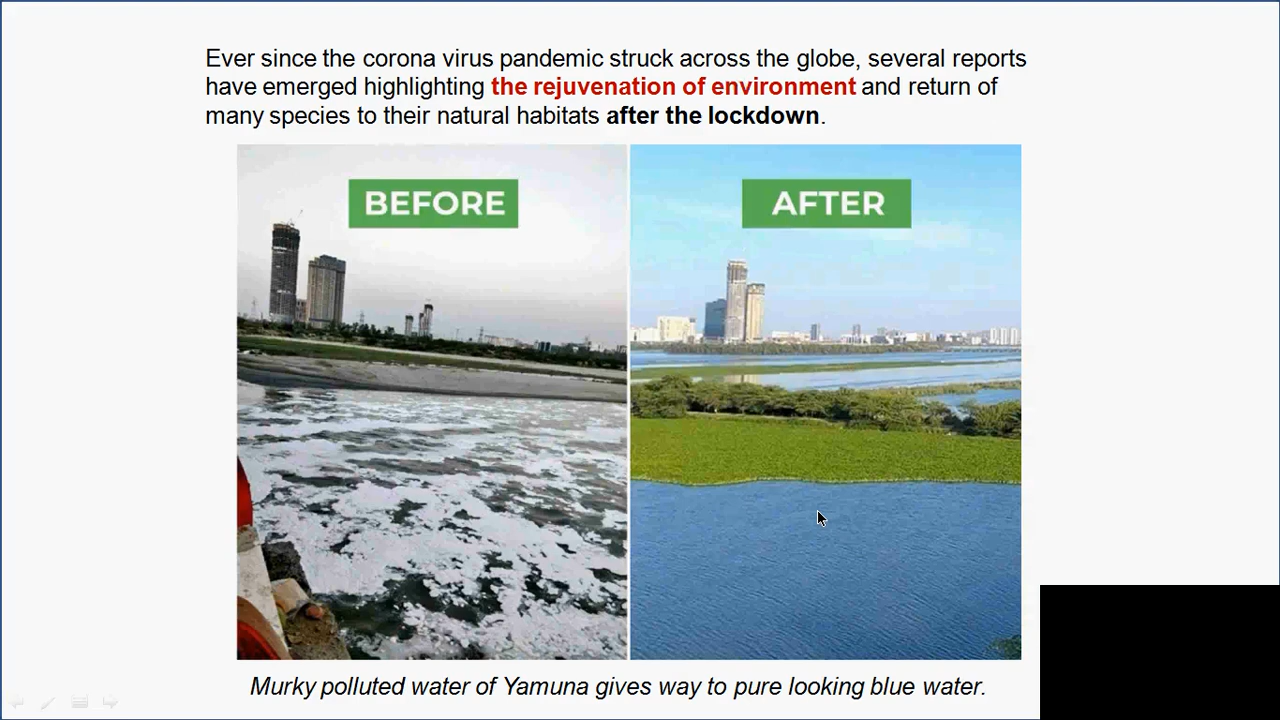 Ever since the corona virus pandemic struck across the globe, several reports
have emerged highlighting the rejuvenation of environment and return of
many species to their natural habitats after the lockdown.
BEFORE
AFTER
Murky polluted water of Yamuna gives way to pure looking blue water.